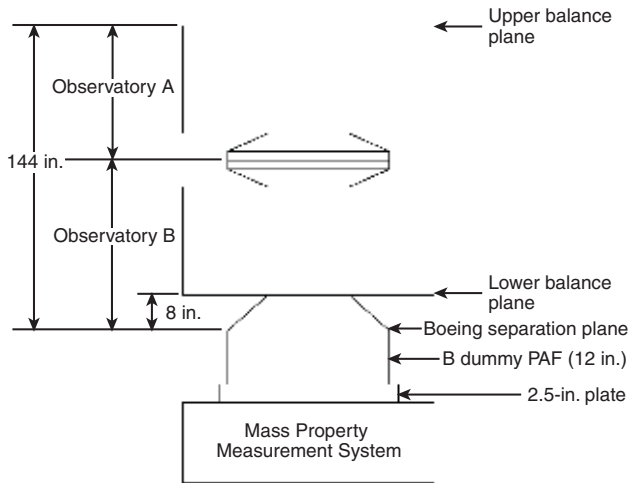 Upper balance
plane
Observatory A
144 in.
Observatory B
Lower balance
plane
8 in.
Boeing separation plane
B dummy PAF (12 in.)
2.5-in. plate
Mass Property
Measurement System